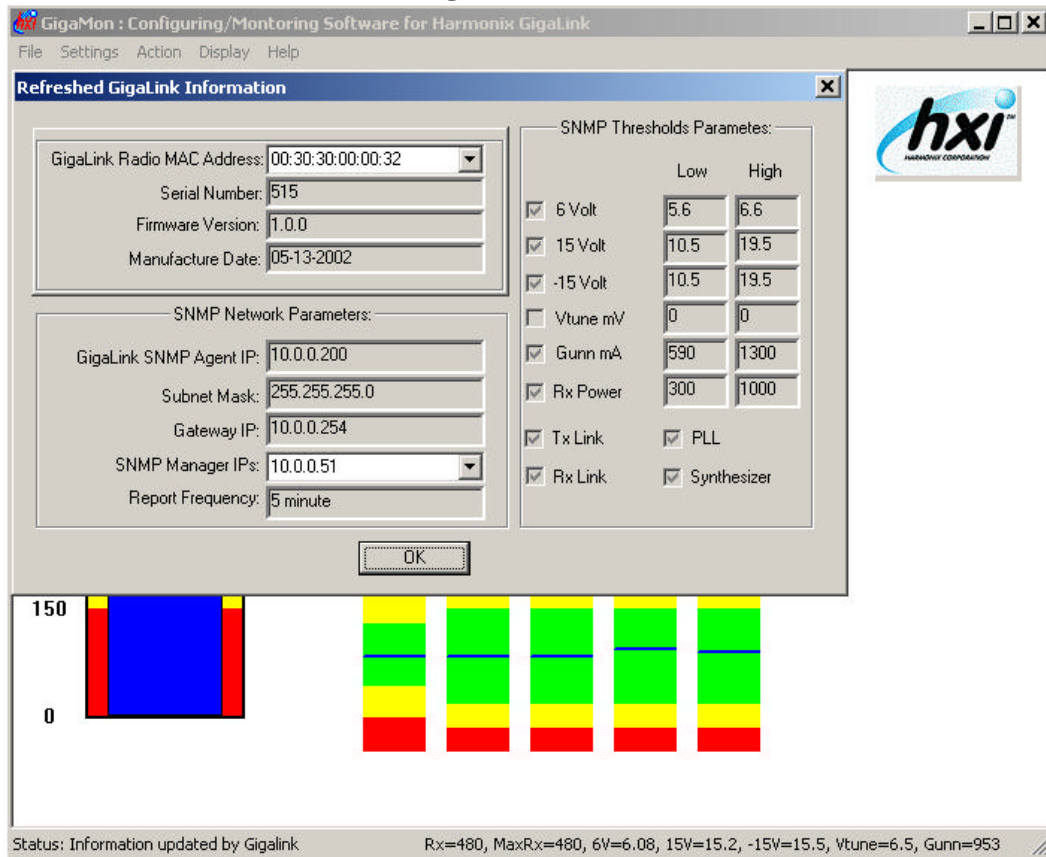 hxi GigaMon : Configuring/Montoring Software for Harmonix GigaLink
File Settings Action Display Help
Refreshed GigaLink Information
hxi TM
HARMONIX CORPORATION
GigaLink Radio MAC Address: 00:30:30:00:00:32
Serial Number: 515
Firmware Version: 1.0.0
Manufacture Date: 05-13-2002
SNMP Network Parameters:
GigaLink SNMP Agent IP: 10.0.0.200
Subnet Mask: 255.255.255.0
Gateway IP: 10.0.0.254
SNMP Manager IPs: 10.0.0.51
Report Frequency: 5 minute
SNMP Thresholds Parametes:
Low High
6 Volt 5.6 6.6
15 Volt 10.5 19.5
-15 Volt 10.5 19.5
Vtune mV 0 0
Gunn mA 590 1300
Rx Power 300 1000
Tx Link PLL
Rx Link Synthesizer
OK
150
0
Status: Information updated by Gigalink Rx=480, MaxRx=480, 6V=6.08, 15V=15.2, -15V=15.5, Vtune=6.5, Gunn=953